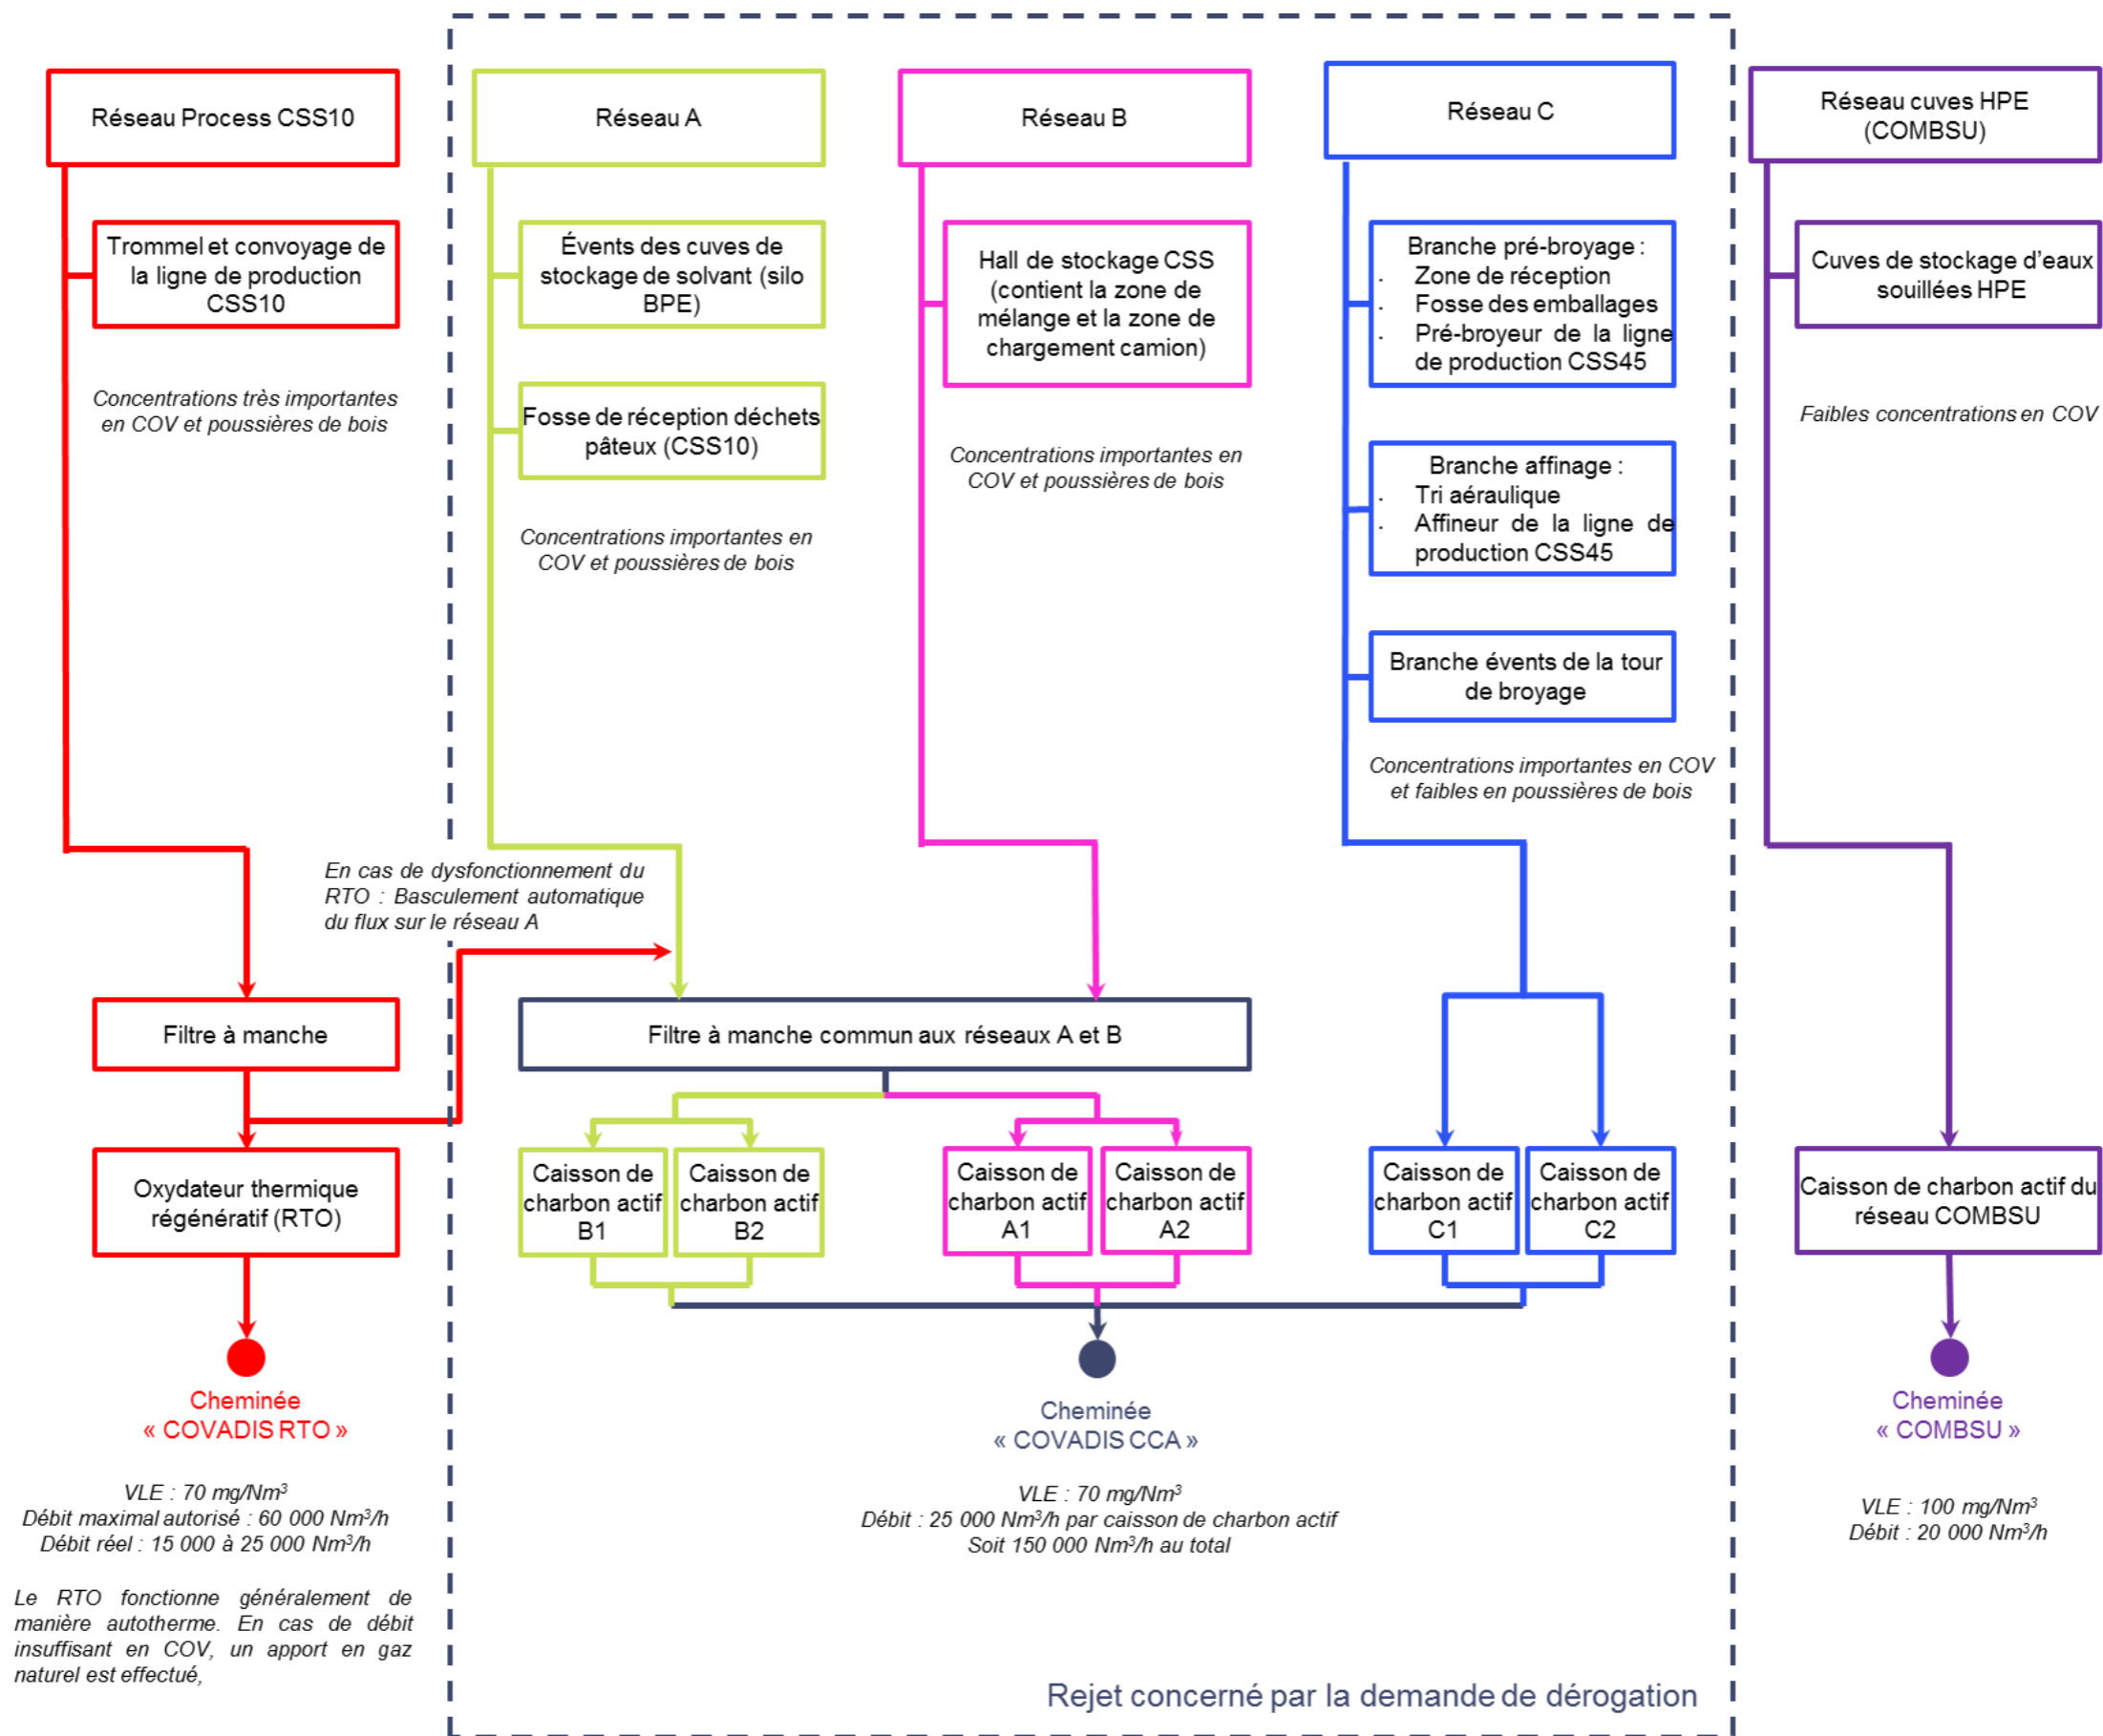 Réseau Process CSS10
Trommel et convoyage de
la ligne de production
CSS10
Concentrations très importantes
en COV et poussières de bois
Réseau A
Évents des cuves de
stockage de solvant (silo
BPE)
Fosse de réception déchets
pâteux (CSS10)
Concentrations importantes en
COV et poussières de bois
Réseau B
Hall de stockage CSS
(contient la zone de
mélange et la zone de
chargement camion)
Concentrations importantes en
COV et poussières de bois
Réseau C
Branche pré-broyage :
. Zone de réception
. Fosse des emballages
. Pré-broyeur de la ligne
de production CSS45
Branche affinage :
. Tri aéraulique
. Affineur de la ligne de
production CSS45
Branche évents de la tour
de broyage
Concentrations importantes en COV
et faibles en poussières de bois
Réseau cuves HPE
(COMBSU)
Cuves de stockage d’eaux
souillées HPE
Faibles concentrations en COV
En cas de dysfonctionnement du
RTO : Basculement automatique
du flux sur le réseau A
Filtre à manche
Filtre à manche commun aux réseaux A et B
Oxydateur thermique
régénératif (RTO)
Caisson de
charbon actif
B1
Caisson de
charbon actif
B2
Caisson de
charbon actif
A1
Caisson de
charbon actif
A2
Caisson de
charbon actif
C1
Caisson de
charbon actif
C2
Caisson de charbon actif du
réseau COMBSU
Cheminée
« COVADIS RTO »
VLE : 70 mg/Nm³
Débit maximal autorisé : 60 000 Nm³/h
Débit réel : 15 000 à 25 000 Nm³/h
Le RTO fonctionne généralement de
manière autotherme. En cas de débit
insuffisant en COV, un apport en gaz
naturel est effectué,
Cheminée
« COVADIS CCA »
VLE : 70 mg/Nm³
Débit : 25 000 Nm³/h par caisson de charbon actif
Soit 150 000 Nm³/h au total
Cheminée
« COMBSU »
VLE : 100 mg/Nm³
Débit : 20 000 Nm³/h
Rejet concerné par la demande de dérogation